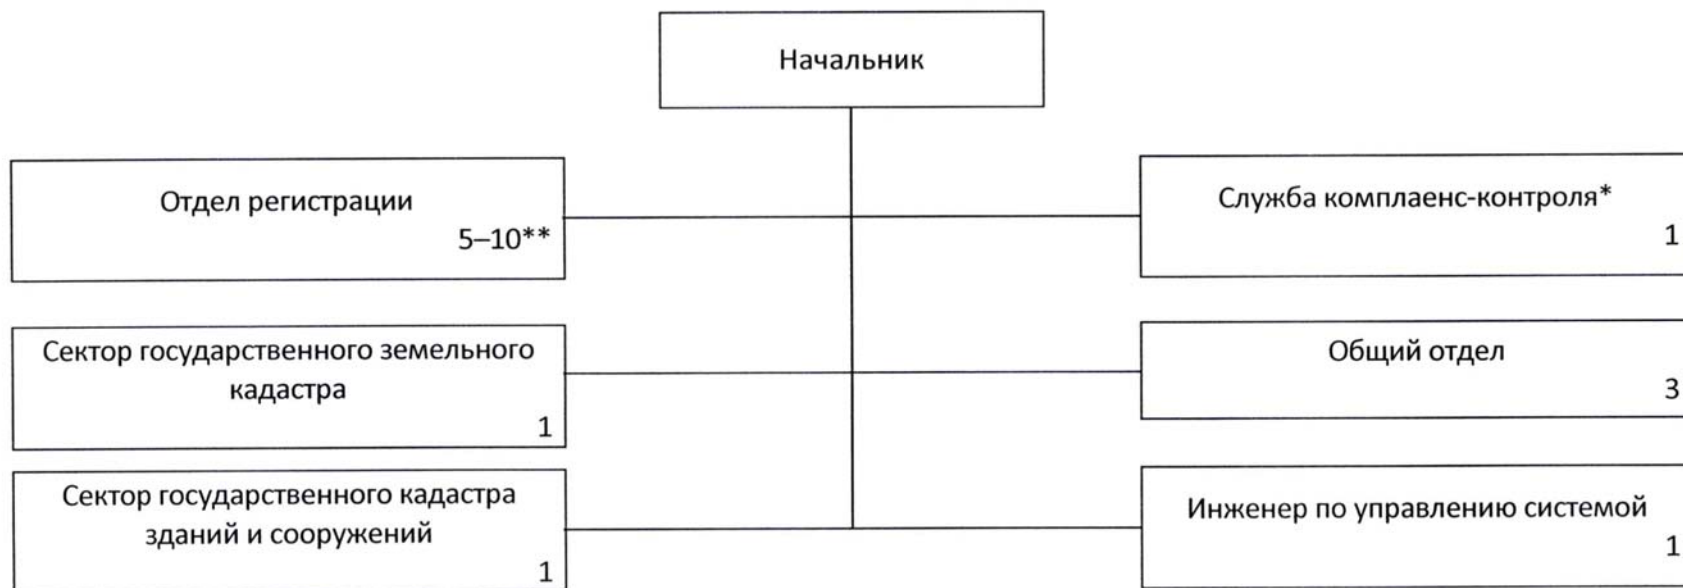 Начальник
Отдел регистрации
5–10**
Служба комплаенс-контроля*
1
Сектор государственного земельного
кадастра
1
Общий отдел
3
Сектор государственного кадастра
зданий и сооружений
1
Инженер по управлению системой
1